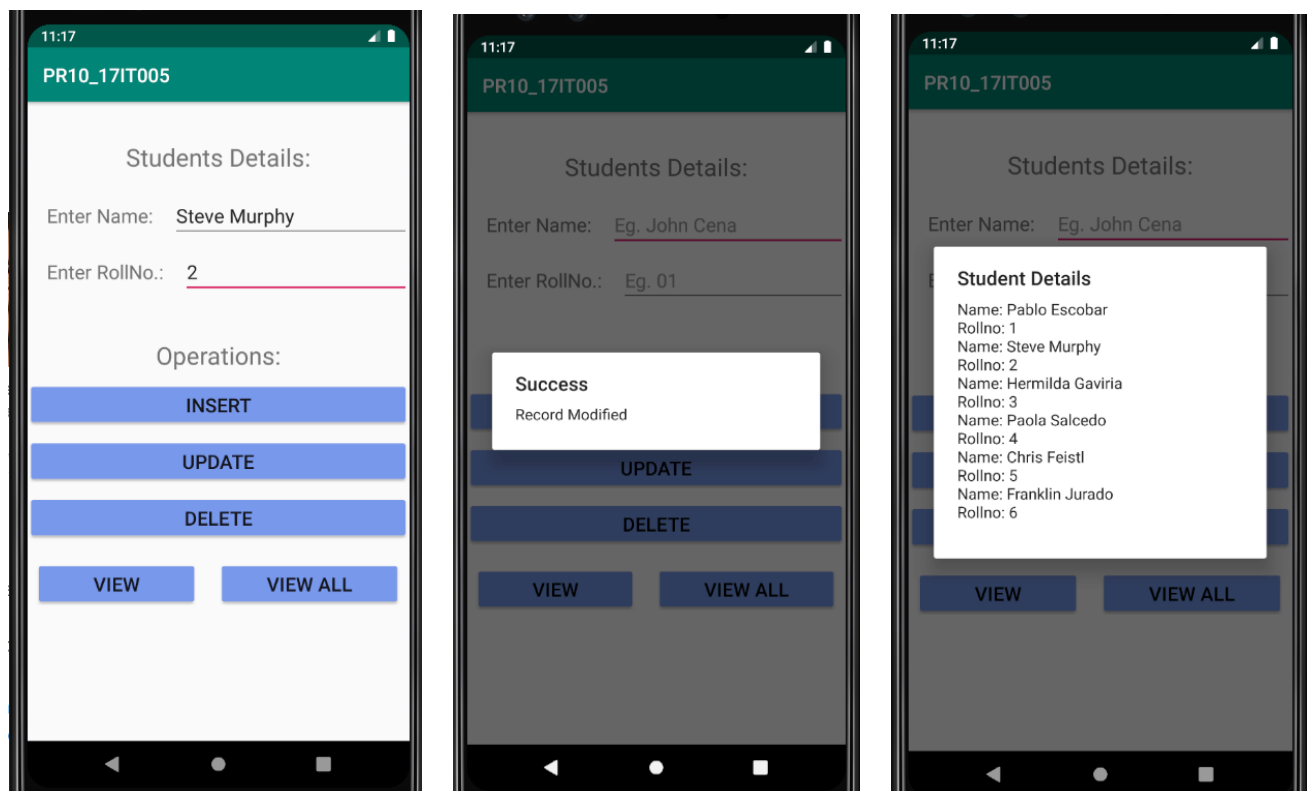 11:17
PR10_17IT005
Students Details:
Enter Name: Steve Murphy
Enter RollNo.: 2
Operations:
INSERT
UPDATE
DELETE
VIEW VIEW ALL
11:17
PR10_17IT005
Students Details:
Enter Name: Eg. John Cena
Enter RollNo.: Eg. 01
Success
Record Modified
UPDATE
DELETE
VIEW VIEW ALL
11:17
PR10_17IT005
Students Details:
Enter Name: Eg. John Cena
Student Details
Name: Pablo Escobar
Rollno: 1
Name: Steve Murphy
Rollno: 2
Name: Hermilda Gaviria
Rollno: 3
Name: Paola Salcedo
Rollno: 4
Name: Chris Feistl
Rollno: 5
Name: Franklin Jurado
Rollno: 6
VIEW VIEW ALL